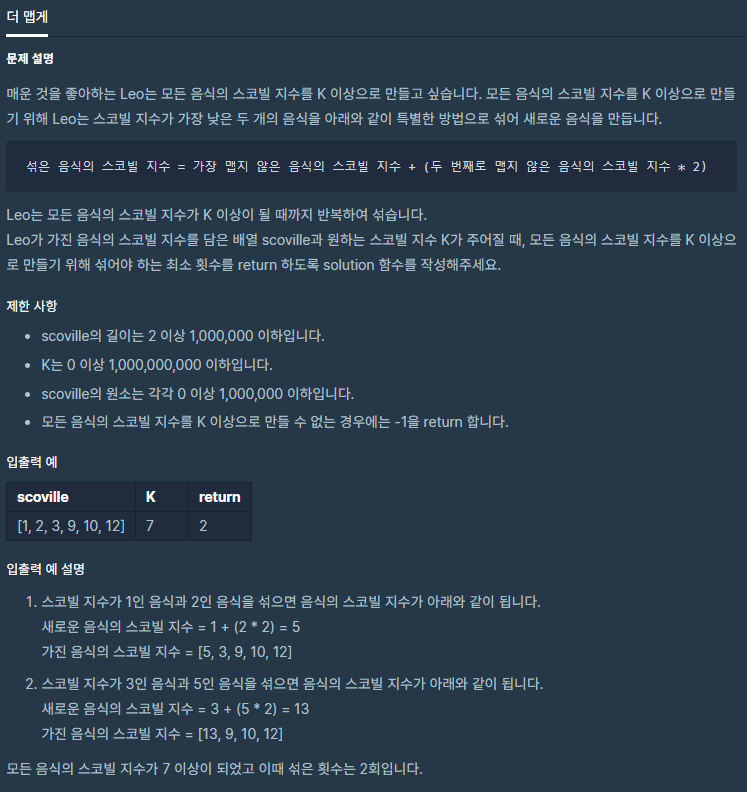 더 맵게
문제 설명
매운 것을 좋아하는 Leo는 모든 음식의 스코빌 지수를 K 이상으로 만들고 싶습니다. 모든 음식의 스코빌 지수를 K 이상으로 만들
기 위해 Leo는 스코빌 지수가 가장 낮은 두 개의 음식을 아래와 같이 특별한 방법으로 섞어 새로운 음식을 만듭니다.
섞은 음식의 스코빌 지수 = 가장 맵지 않은 음식의 스코빌 지수 + (두 번째로 맵지 않은 음식의 스코빌 지수 * 2)
Leo는 모든 음식의 스코빌 지수가 K 이상이 될 때까지 반복하여 섞습니다.
Leo가 가진 음식의 스코빌 지수를 담은 배열 scoville과 원하는 스코빌 지수 K가 주어질 때, 모든 음식의 스코빌 지수를 K 이상으
로 만들기 위해 섞어야 하는 최소 횟수를 return 하도록 solution 함수를 작성해주세요.
제한 사항
• scoville의 길이는 2 이상 1,000,000 이하입니다.
• K는 0 이상 1,000,000,000 이하입니다.
• scoville의 원소는 각각 0 이상 1,000,000 이하입니다.
• 모든 음식의 스코빌 지수를 K 이상으로 만들 수 없는 경우에는 -1을 return 합니다.
입출력 예
scoville K return
[1, 2, 3, 9, 10, 12] 7 2
입출력 예 설명
1. 스코빌 지수가 1인 음식과 2인 음식을 섞으면 음식의 스코빌 지수가 아래와 같이 됩니다.
새로운 음식의 스코빌 지수 = 1 + (2 * 2) = 5
가진 음식의 스코빌 지수 = [5, 3, 9, 10, 12]
2. 스코빌 지수가 3인 음식과 5인 음식을 섞으면 음식의 스코빌 지수가 아래와 같이 됩니다.
새로운 음식의 스코빌 지수 = 3 + (5 * 2) = 13
가진 음식의 스코빌 지수 = [13, 9, 10, 12]
모든 음식의 스코빌 지수가 7 이상이 되었고 이때 섞은 횟수는 2회입니다.